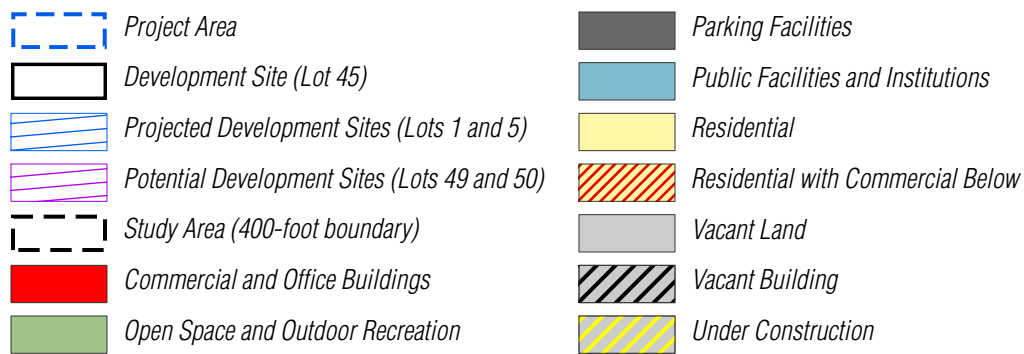 Project Area
Development Site (Lot 45)
Projected Development Sites (Lots 1 and 5)
Potential Development Sites (Lots 49 and 50)
Study Area (400-foot boundary)
Commercial and Office Buildings
Open Space and Outdoor Recreation
Parking Facilities
Public Facilities and Institutions
Residential
Residential with Commercial Below
Vacant Land
Vacant Building
Under Construction